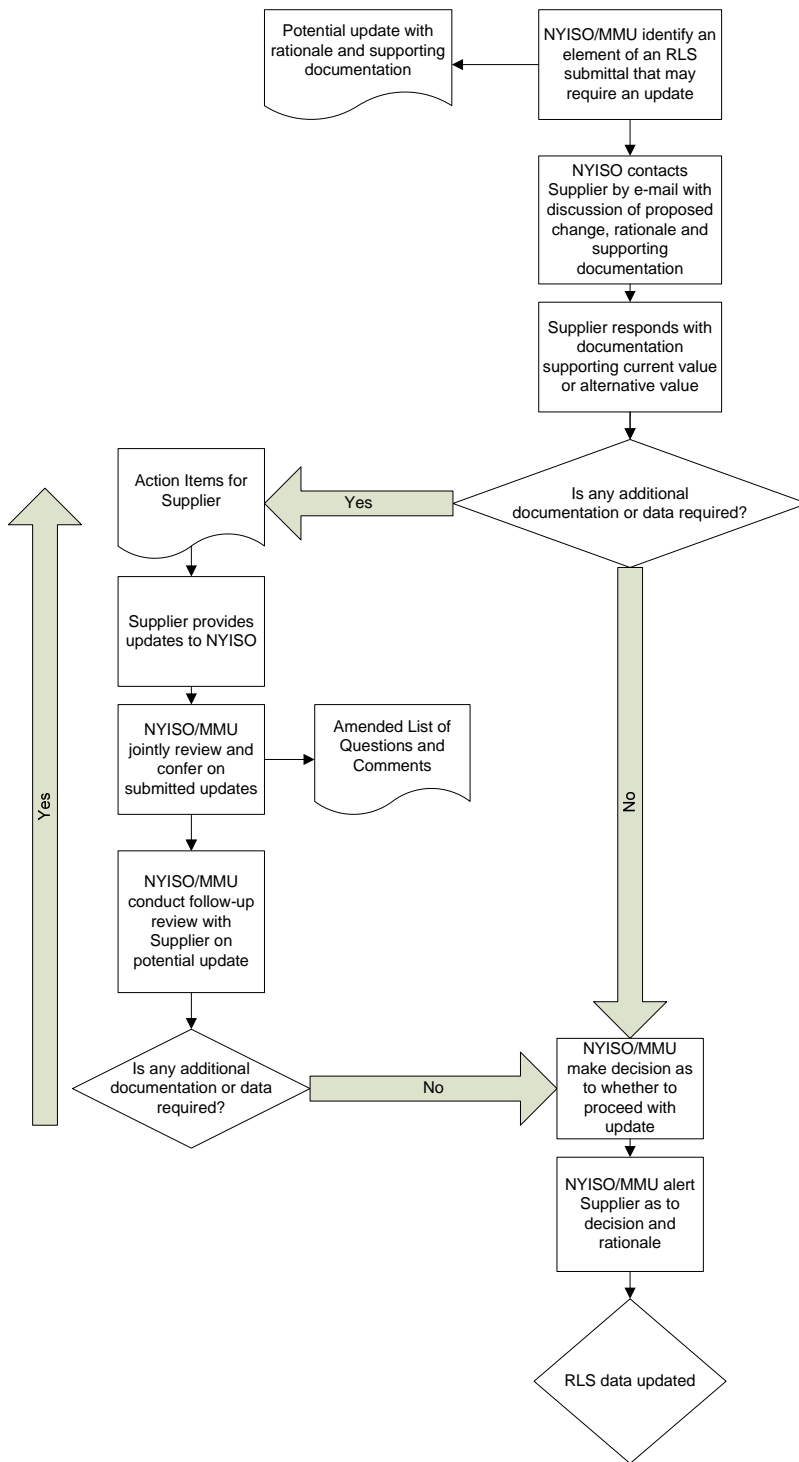 Potential update with
rationale and supporting
documentation
NYISO/MMU identify an
element of an RLS
submittal that may
require an update
NYISO contacts
Supplier by e-mail with
discussion of proposed
change, rationale and
supporting
documentation
Supplier responds with
documentation
supporting current value
or alternative value
Is any additional
documentation or data required?
Yes
Action Items for
Supplier
Supplier provides
updates to NYISO
NYISO/MMU
jointly review and
confer on
submitted updates
Amended List of
Questions and
Comments
NYISO/MMU
conduct follow-up
review with
Supplier on
potential update
Is any additional
documentation or data
required?
Yes
No
No
NYISO/MMU
make decision as
to whether to
proceed with
update
NYISO/MMU alert
Supplier as to
decision and
rationale
RLS data updated